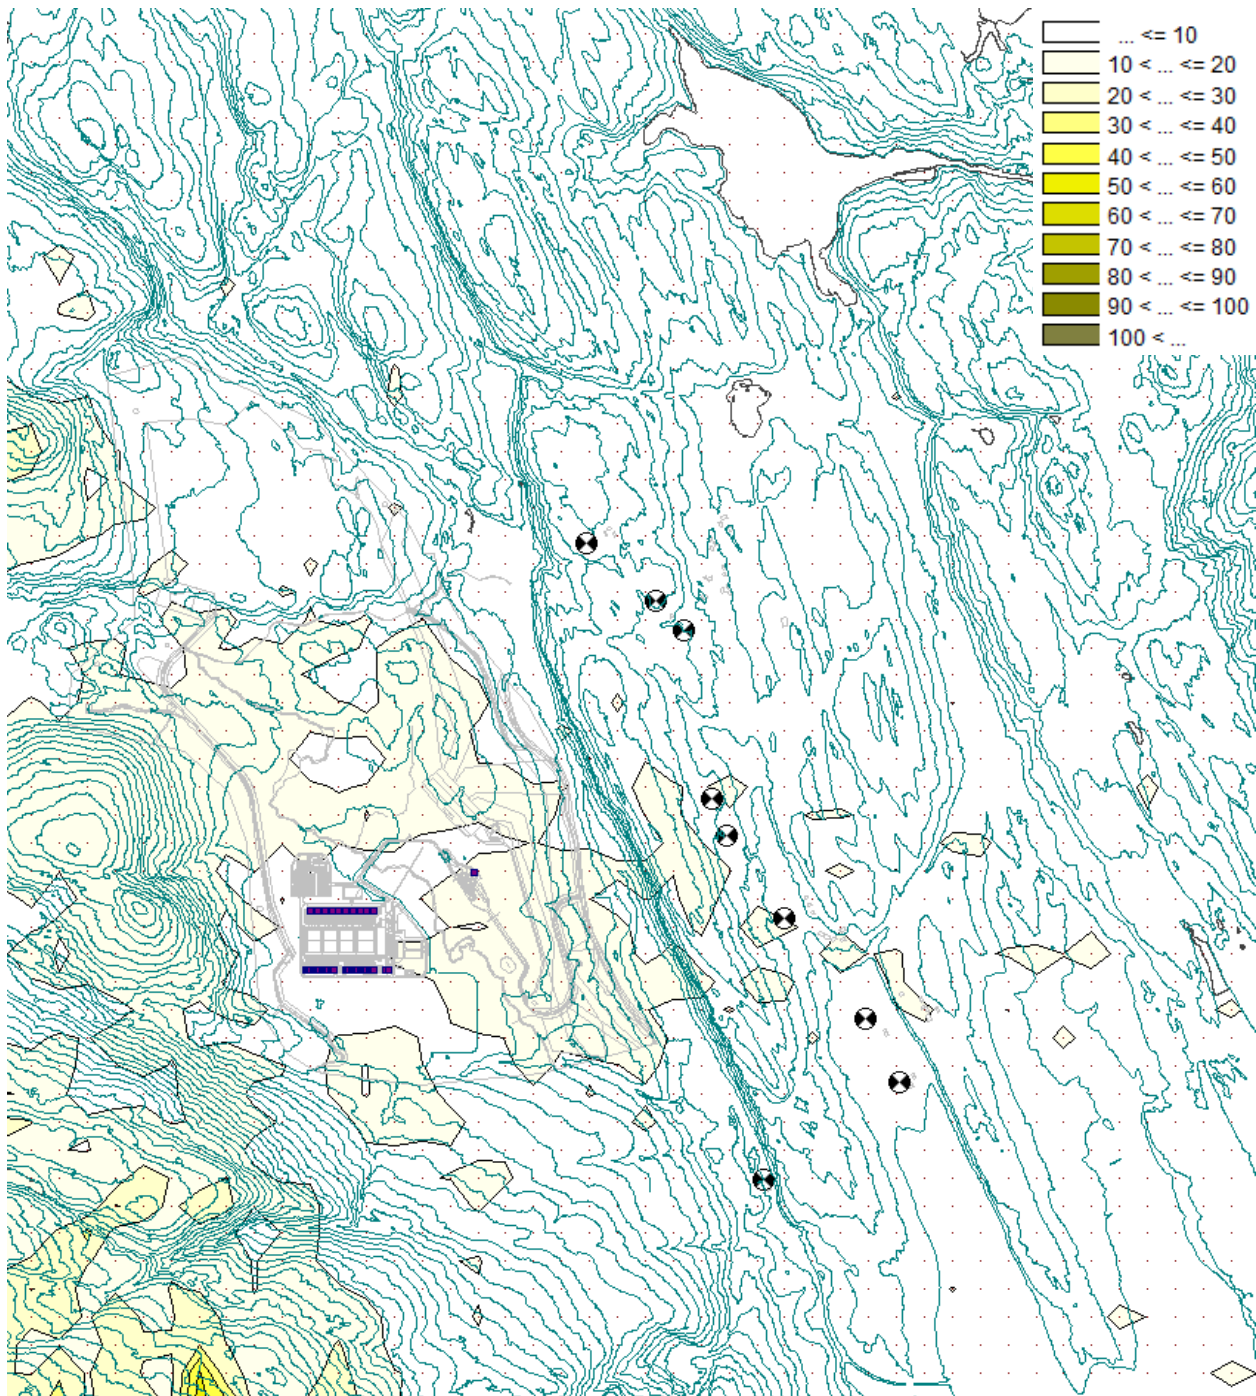 ... <= 10
10 < ... <= 20
20 < ... <= 30
30 < ... <= 40
40 < ... <= 50
50 < ... <= 60
60 < ... <= 70
70 < ... <= 80
80 < ... <= 90
90 < ... <= 100
100 < ...